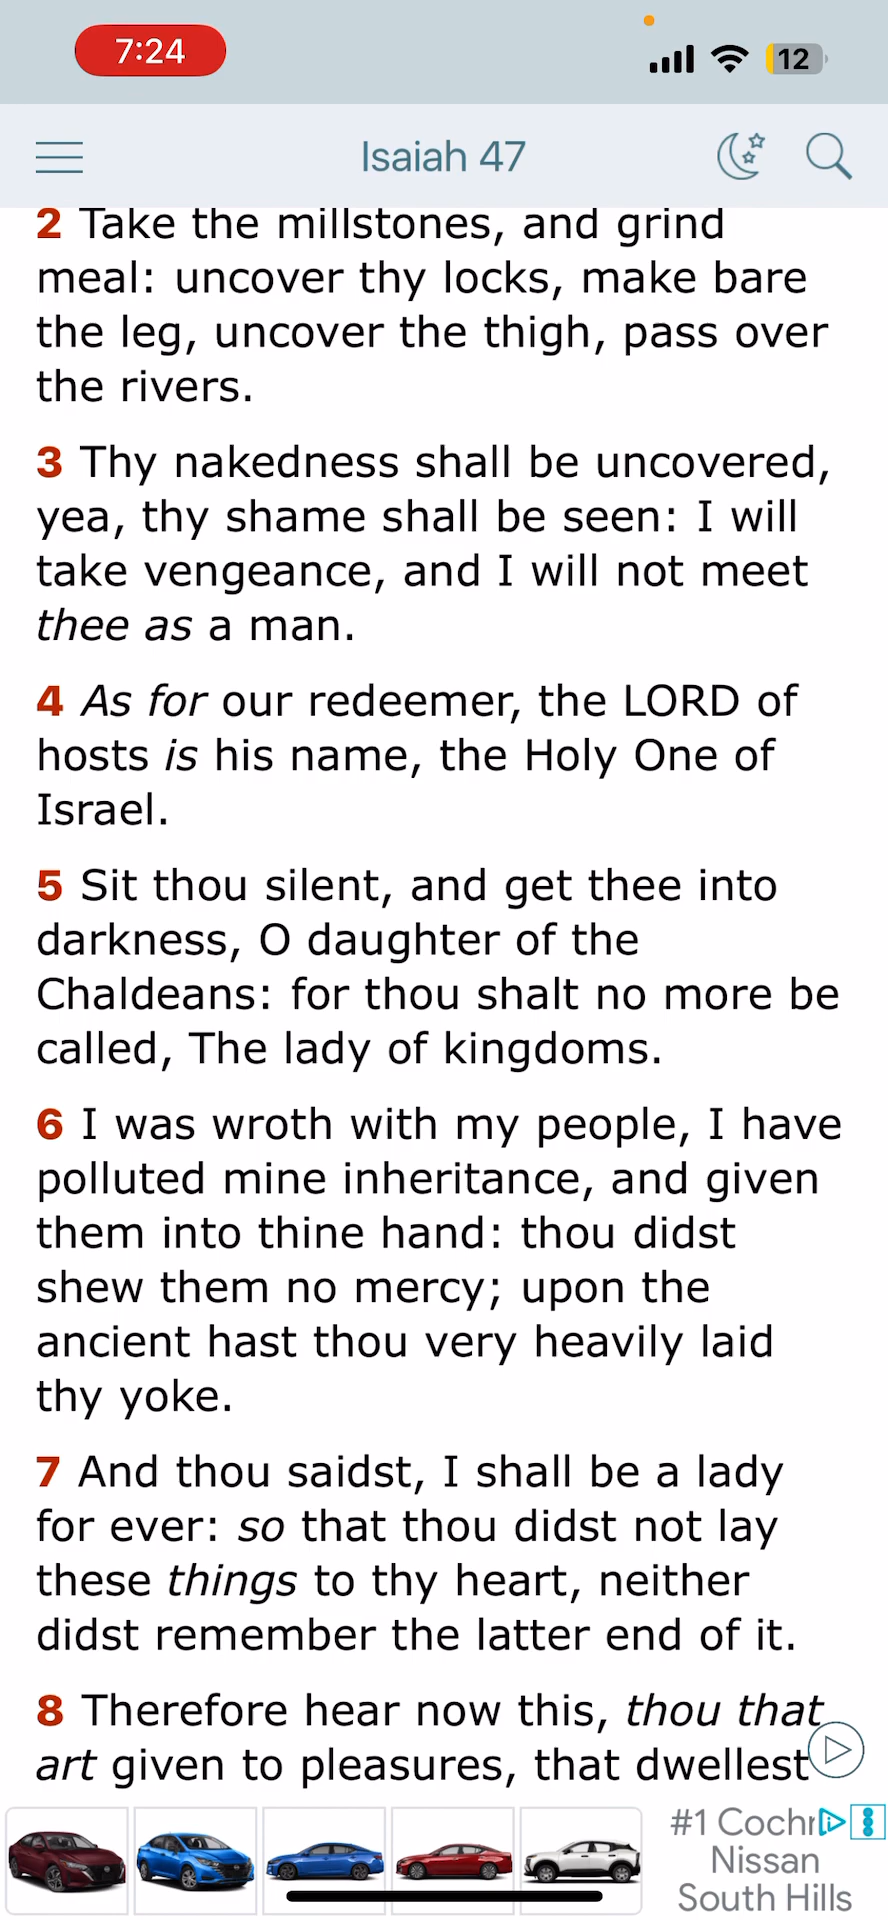 7:24
12
Isaiah 47
2 Take the millstones, and grind
meal: uncover thy locks, make bare
the leg, uncover the thigh, pass over
the rivers.
3 Thy nakedness shall be uncovered,
yea, thy shame shall be seen: I will
take vengeance, and I will not meet
thee as a man.
4 As for our redeemer, the LORD of
hosts is his name, the Holy One of
Israel.
5 Sit thou silent, and get thee into
darkness, O daughter of the
Chaldeans: for thou shalt no more be
called, The lady of kingdoms.
6 I was wroth with my people, I have
polluted mine inheritance, and given
them into thine hand: thou didst
shew them no mercy; upon the
ancient hast thou very heavily laid
thy yoke.
7 And thou saidst, I shall be a lady
for ever: so that thou didst not lay
these things to thy heart, neither
didst remember the latter end of it.
8 Therefore hear now this, thou that
art given to pleasures, that dwellest
#1 Cochr
Nissan
South Hills